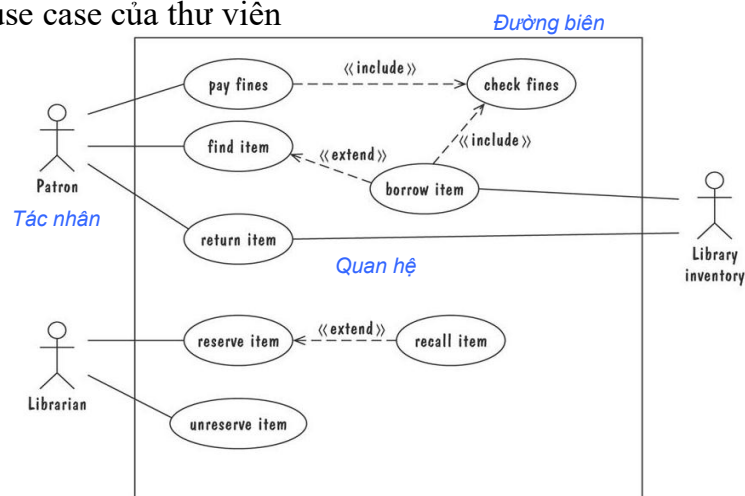 use case của thư viên
Đường biên
pay fines
«include»
check fines
find item
«extend»
«include»
borrow item
Patron
Tác nhân
return item
Quan hệ
Library
inventory
reserve item
«extend»
recall item
Librarian
unreserve item